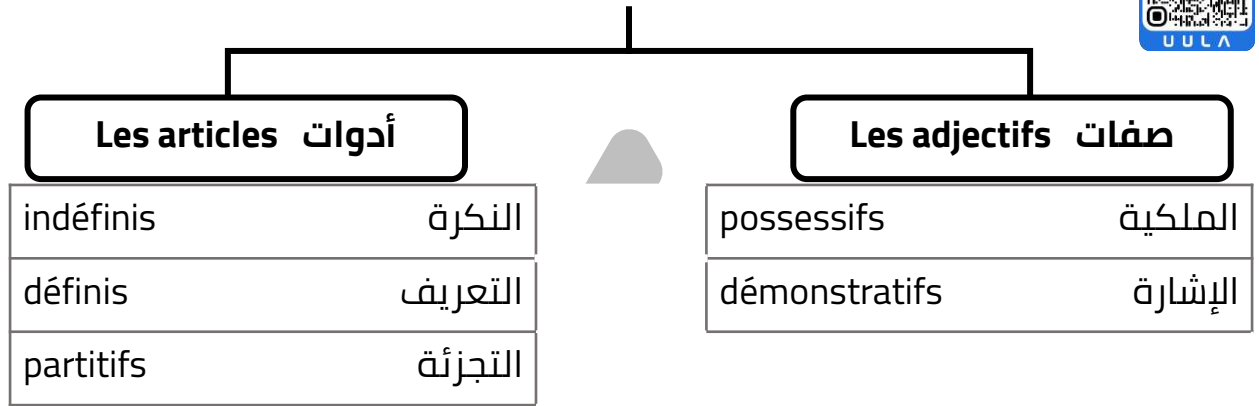 UULA
Les articles أدوات
Les adjectifs صفات
indéfinis النكرة
définis التعريف
partitifs التجزئة
possessifs الملكية
démonstratifs الإشارة